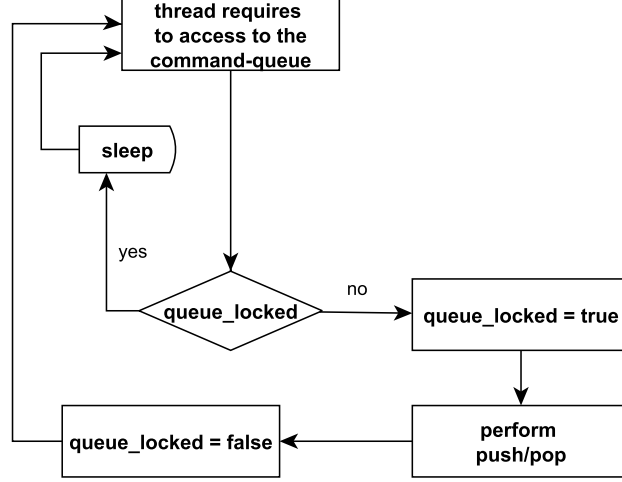 thread requires
to access to the
command-queue
sleep
yes
queue_locked
no
queue_locked = true
queue_locked = false
perform
push/pop